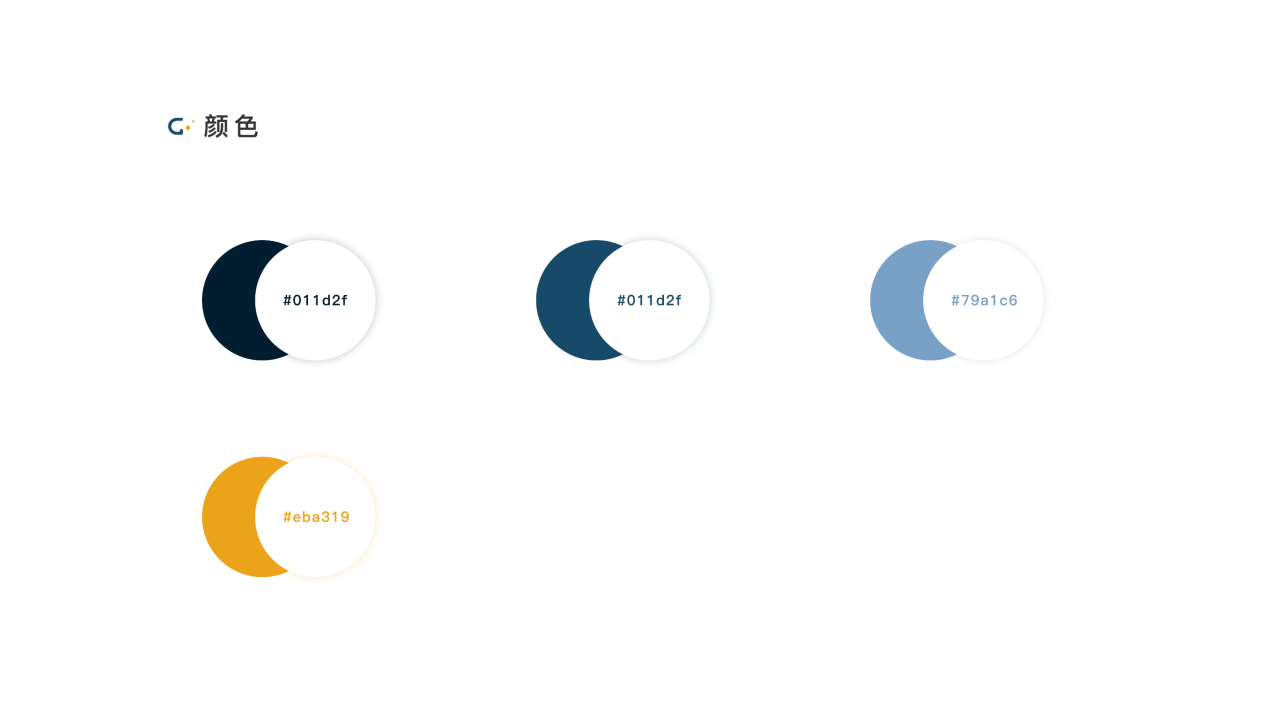 颜色
#011d2f
#011d2f
#79a1c6
#eba319